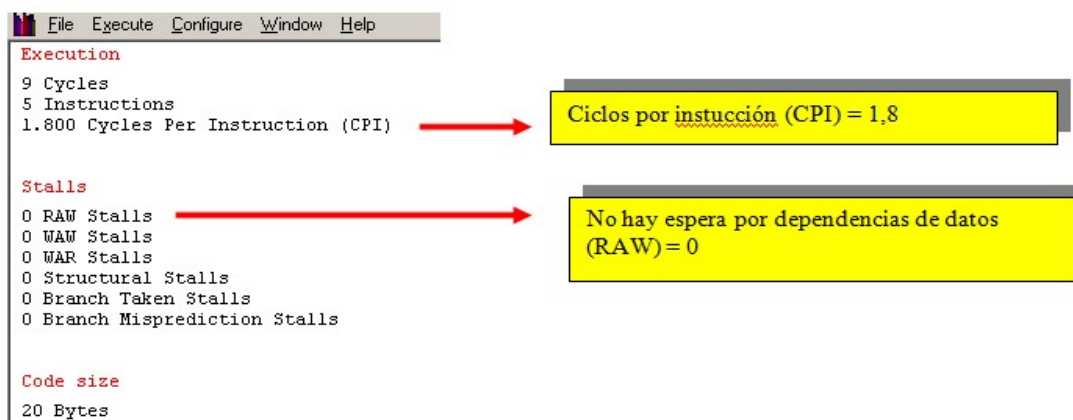 File Execute Configure Window Help
Execution
9 Cycles
5 Instructions
1.800 Cycles Per Instruction (CPI)
Ciclos por instucción (CPI) = 1,8
Stalls
0 RAW Stalls
No hay espera por dependencias de datos
(RAW) = 0
0 WAW Stalls
0 WAR Stalls
0 Structural Stalls
0 Branch Taken Stalls
0 Branch Misprediction Stalls
Code size
20 Bytes